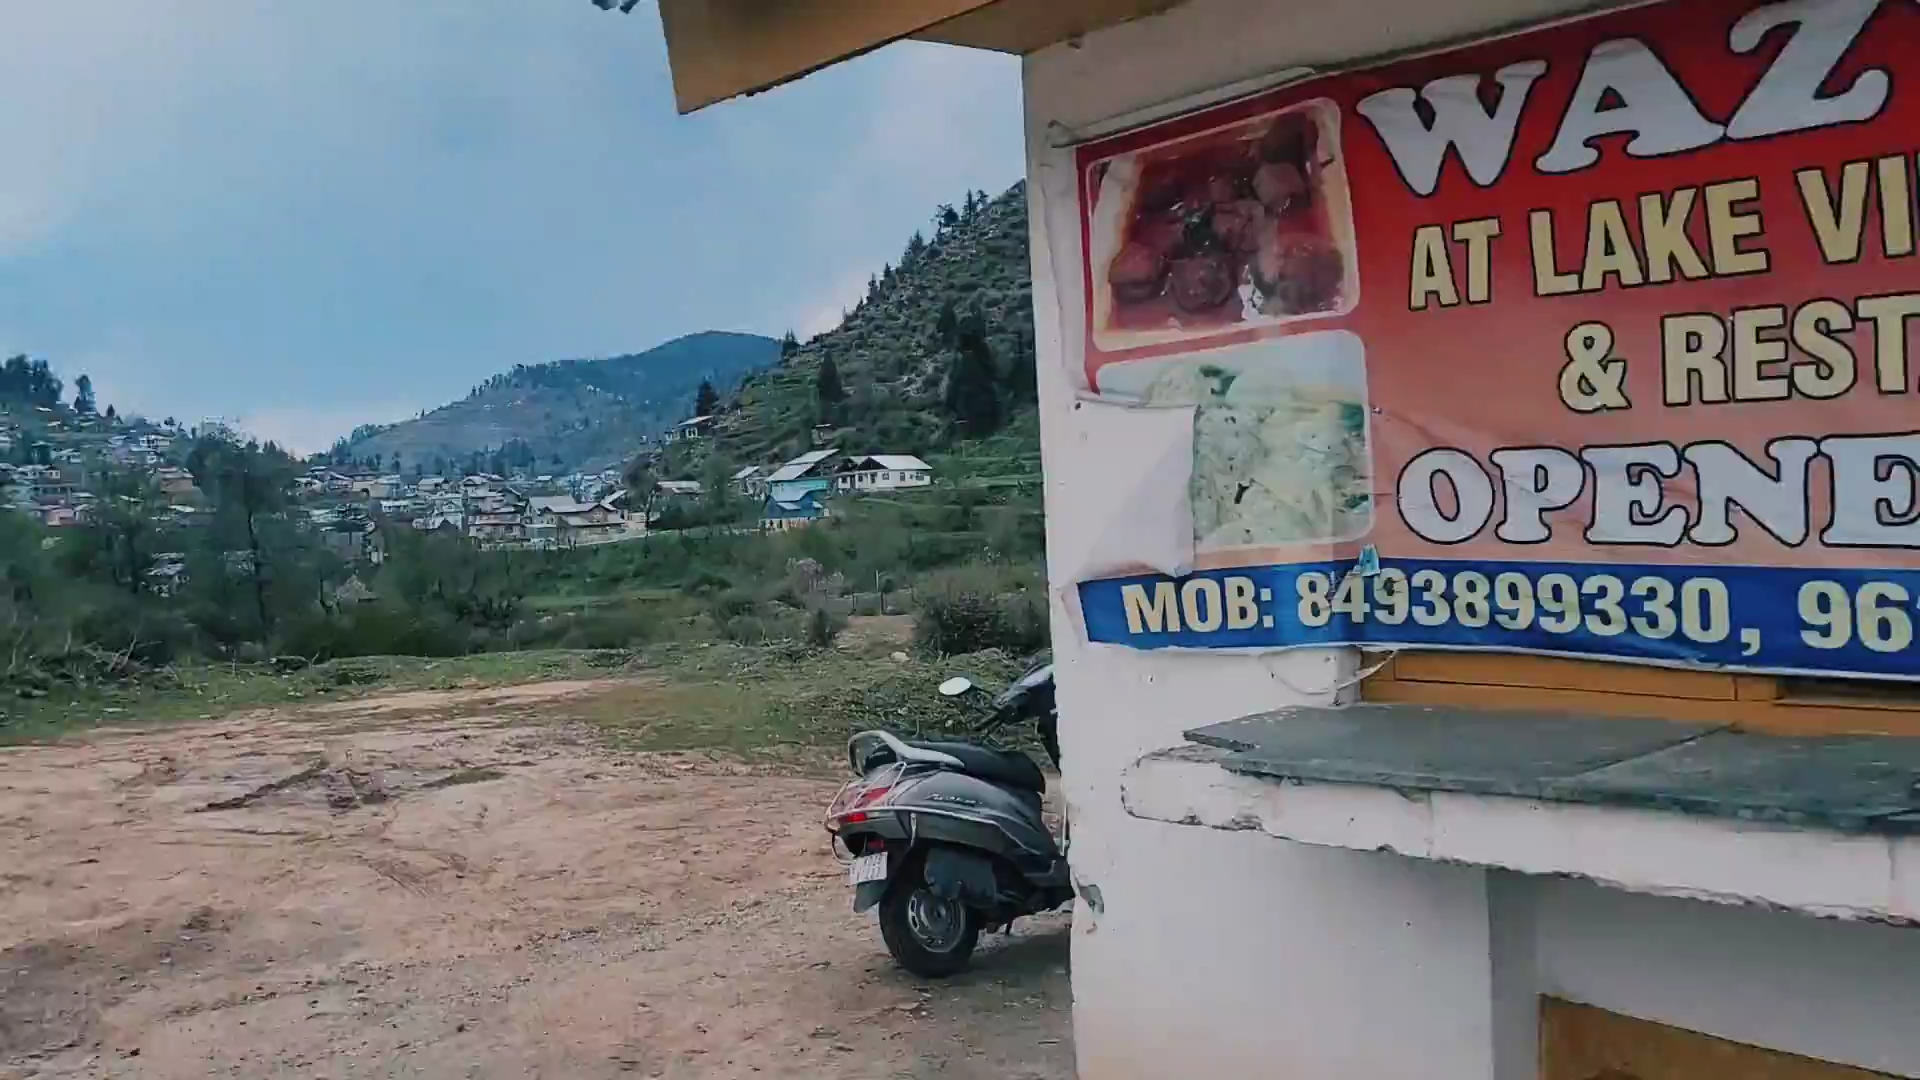 WAZ
AT LAKE VI
& REST
OPENE
MOB: 8493899330, 96